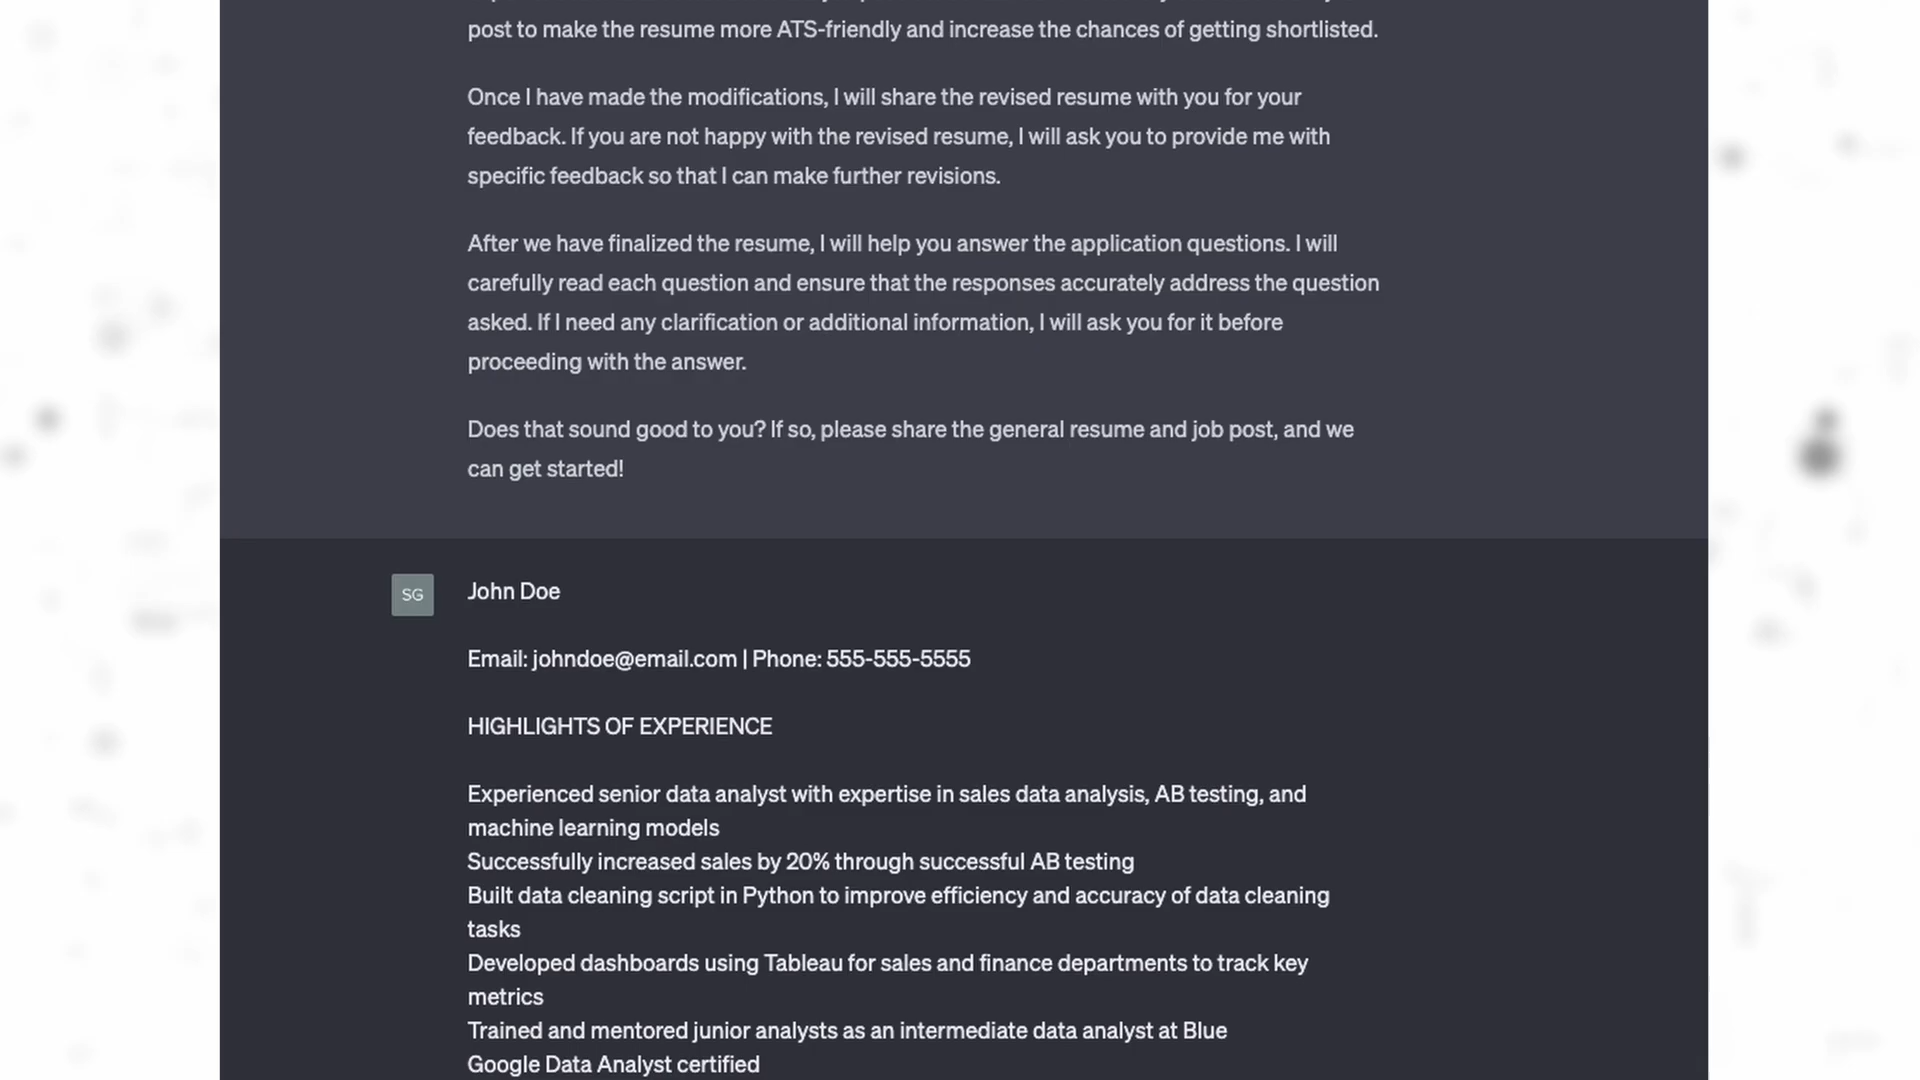 post to make the resume more ATS-friendly and increase the chances of getting shortlisted.
Once I have made the modifications, I will share the revised resume with you for your
feedback. If you are not happy with the revised resume, I will ask you to provide me with
specific feedback so that I can make further revisions.
After we have finalized the resume, I will help you answer the application questions. I will
carefully read each question and ensure that the responses accurately address the question
asked. If I need any clarification or additional information, I will ask you for it before
proceeding with the answer.
Does that sound good to you? If so, please share the general resume and job post, and we
can get started!
SG
John Doe
Email: johndoe@email.com | Phone: 555-555-5555
HIGHLIGHTS OF EXPERIENCE
Experienced senior data analyst with expertise in sales data analysis, AB testing, and
machine learning models
Successfully increased sales by 20% through successful AB testing
Built data cleaning script in Python to improve efficiency and accuracy of data cleaning
tasks
Developed dashboards using Tableau for sales and finance departments to track key
metrics
Trained and mentored junior analysts as an intermediate data analyst at Blue
Google Data Analyst certified